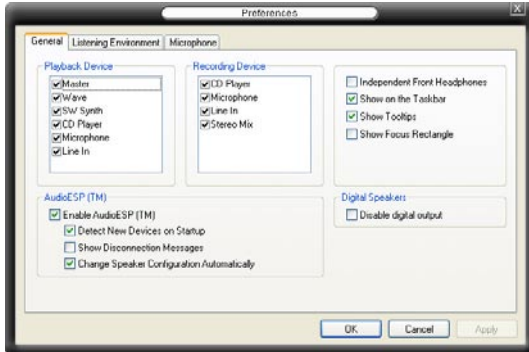 Preferences
X
General
Listening Environment
Microphone
Playback Device
Master
Wave
SW Synth
CD Player
Microphone
Line In
Recording Device
CD Player
Microphone
Line In
Stereo Mix
Independent Front Headphones
Show on the Taskbar
Show Tooltips
Show Focus Rectangle
AudioESP (TM)
Enable AudioESP (TM)
Detect New Devices on Startup
Show Disconnection Messages
Change Speaker Configuration Automatically
Digital Speakers
Disable digital output
OK
Cancel
Apply